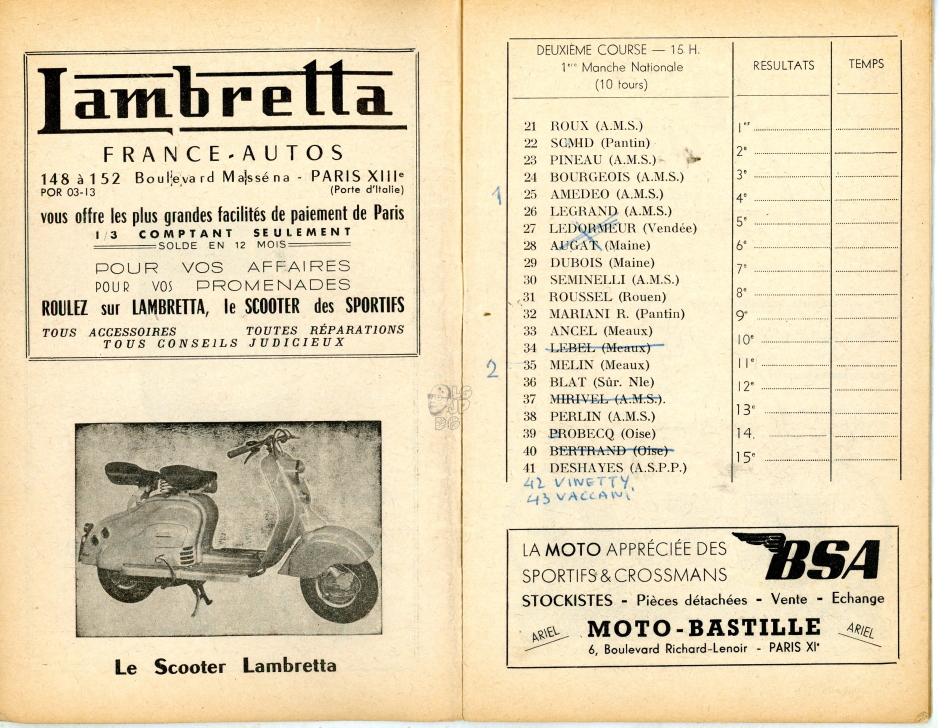 Lambretta
FRANCE-AUTOS
148 à 152 Boulevard Masséna - PARIS XIIIe
POR 03-13 (Porte d'Italie)
vous offre les plus grandes facilités de paiement de Paris
1/3 COMPTANT SEULEMENT
SOLDE EN 12 MOIS
POUR VOS AFFAIRES
POUR VOS PROMENADES
ROULEZ sur LAMBRETTA, le SCOOTER des SPORTIFS
TOUS ACCESSOIRES TOUTES RÉPARATIONS
TOUS CONSEILS JUDICIEUX
Le Scooter Lambretta
DEUXIÈME COURSE — 15 H.
1ère Manche Nationale
(10 tours)
RESULTATS
TEMPS
21 ROUX (A.M.S.)
22 SCMID (Pantin)
23 PINEAU (A.M.S.)
24 BOURGEOIS (A.M.S.)
1
25 AMEDEO (A.M.S.)
26 LEGRAND (A.M.S.)
27 LEDORMEUR (Vendée)
28 AUGAT (Maine)
29 DUBOIS (Maine)
30 SEMINELLI (A.M.S.)
31 ROUSSEL (Rouen)
32 MARIANI R. (Pantin)
33 ANCEL (Meaux)
34 LEBEL (Meaux)
2
35 MELIN (Meaux)
36 BLAT (Sûr. Nle)
37 MIRIVEL (A.M.S.).
38 PERLIN (A.M.S.)
39 PROBECQ (Oise)
40 BERTRAND (Oise)
41 DESHAYES (A.S.P.P.)
42 VINETTY
43 VACCANI
1er
2e
3e
4e
5e
6e
7e
8e
9e
10e
11e
12e
13e
14.
15e
LA MOTO APPRÉCIÉE DES
SPORTIFS & CROSSMANS
BSA
STOCKISTES - Pièces détachées - Vente - Echange
ARIEL MOTO-BASTILLE ARIEL
6, Boulevard Richard-Lenoir - PARIS XIe